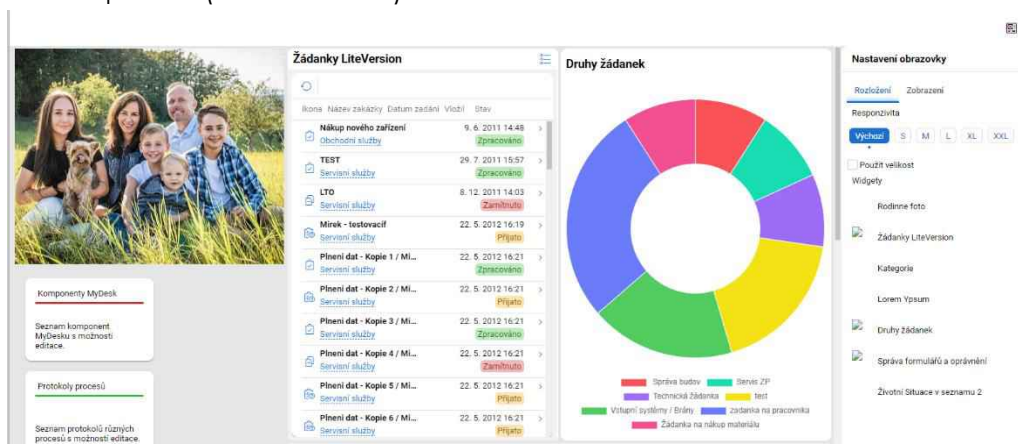 Žádanky LiteVersion
Ikona Název zakázky Datum zadání Vložil Stav
Nákup nového zařízení 9. 6. 2011 14:48
Obchodní služby Zpracováno
TEST 29. 7. 2011 15:57
Servisní služby Zpracováno
LTO 8. 12. 2011 14:03
Servisní služby Zamítnuto
Mirek - testovacíf 22. 5. 2012 16:19
Servisní služby Přijato
Plneni dat - Kopie 1 / Mi... 22. 5. 2012 16:21
Servisní služby Zpracováno
Plneni dat - Kopie 2 / Mi... 22. 5. 2012 16:21
Servisní služby Přijato
Plneni dat - Kopie 3 / Mi... 22. 5. 2012 16:21
Servisní služby Zpracováno
Plneni dat - Kopie 4 / Mi... 22. 5. 2012 16:21
Servisní služby Zamítnuto
Plneni dat - Kopie 5 / Mi... 22. 5. 2012 16:21
Servisní služby Přijato
Plneni dat - Kopie 6 / Mi... 22. 5. 2012 16:21
Servisní služby Přijato
Komponenty MyDesk
Seznam komponent
MyDesku s možností
editace.
Protokoly procesů
Seznam protokolů různých
procesů s možností editace.
Druhy žádanek
Správa budov Servis ZP
Technická žádanka test
Vstupní systémy / Brány zadanka na pracovníka
Žádanka na nákup materiálu
Nastavení obrazovky
Rozložení Zobrazení
Responzivita
Výchozí S M L XL XXL
Použít velikost
Widgety
Rodinne foto
Žádanky LiteVersion
Kategorie
Lorem Ypsum
Druhy žádanek
Správa formulářů a oprávnění
Životní Situace v seznamu 2